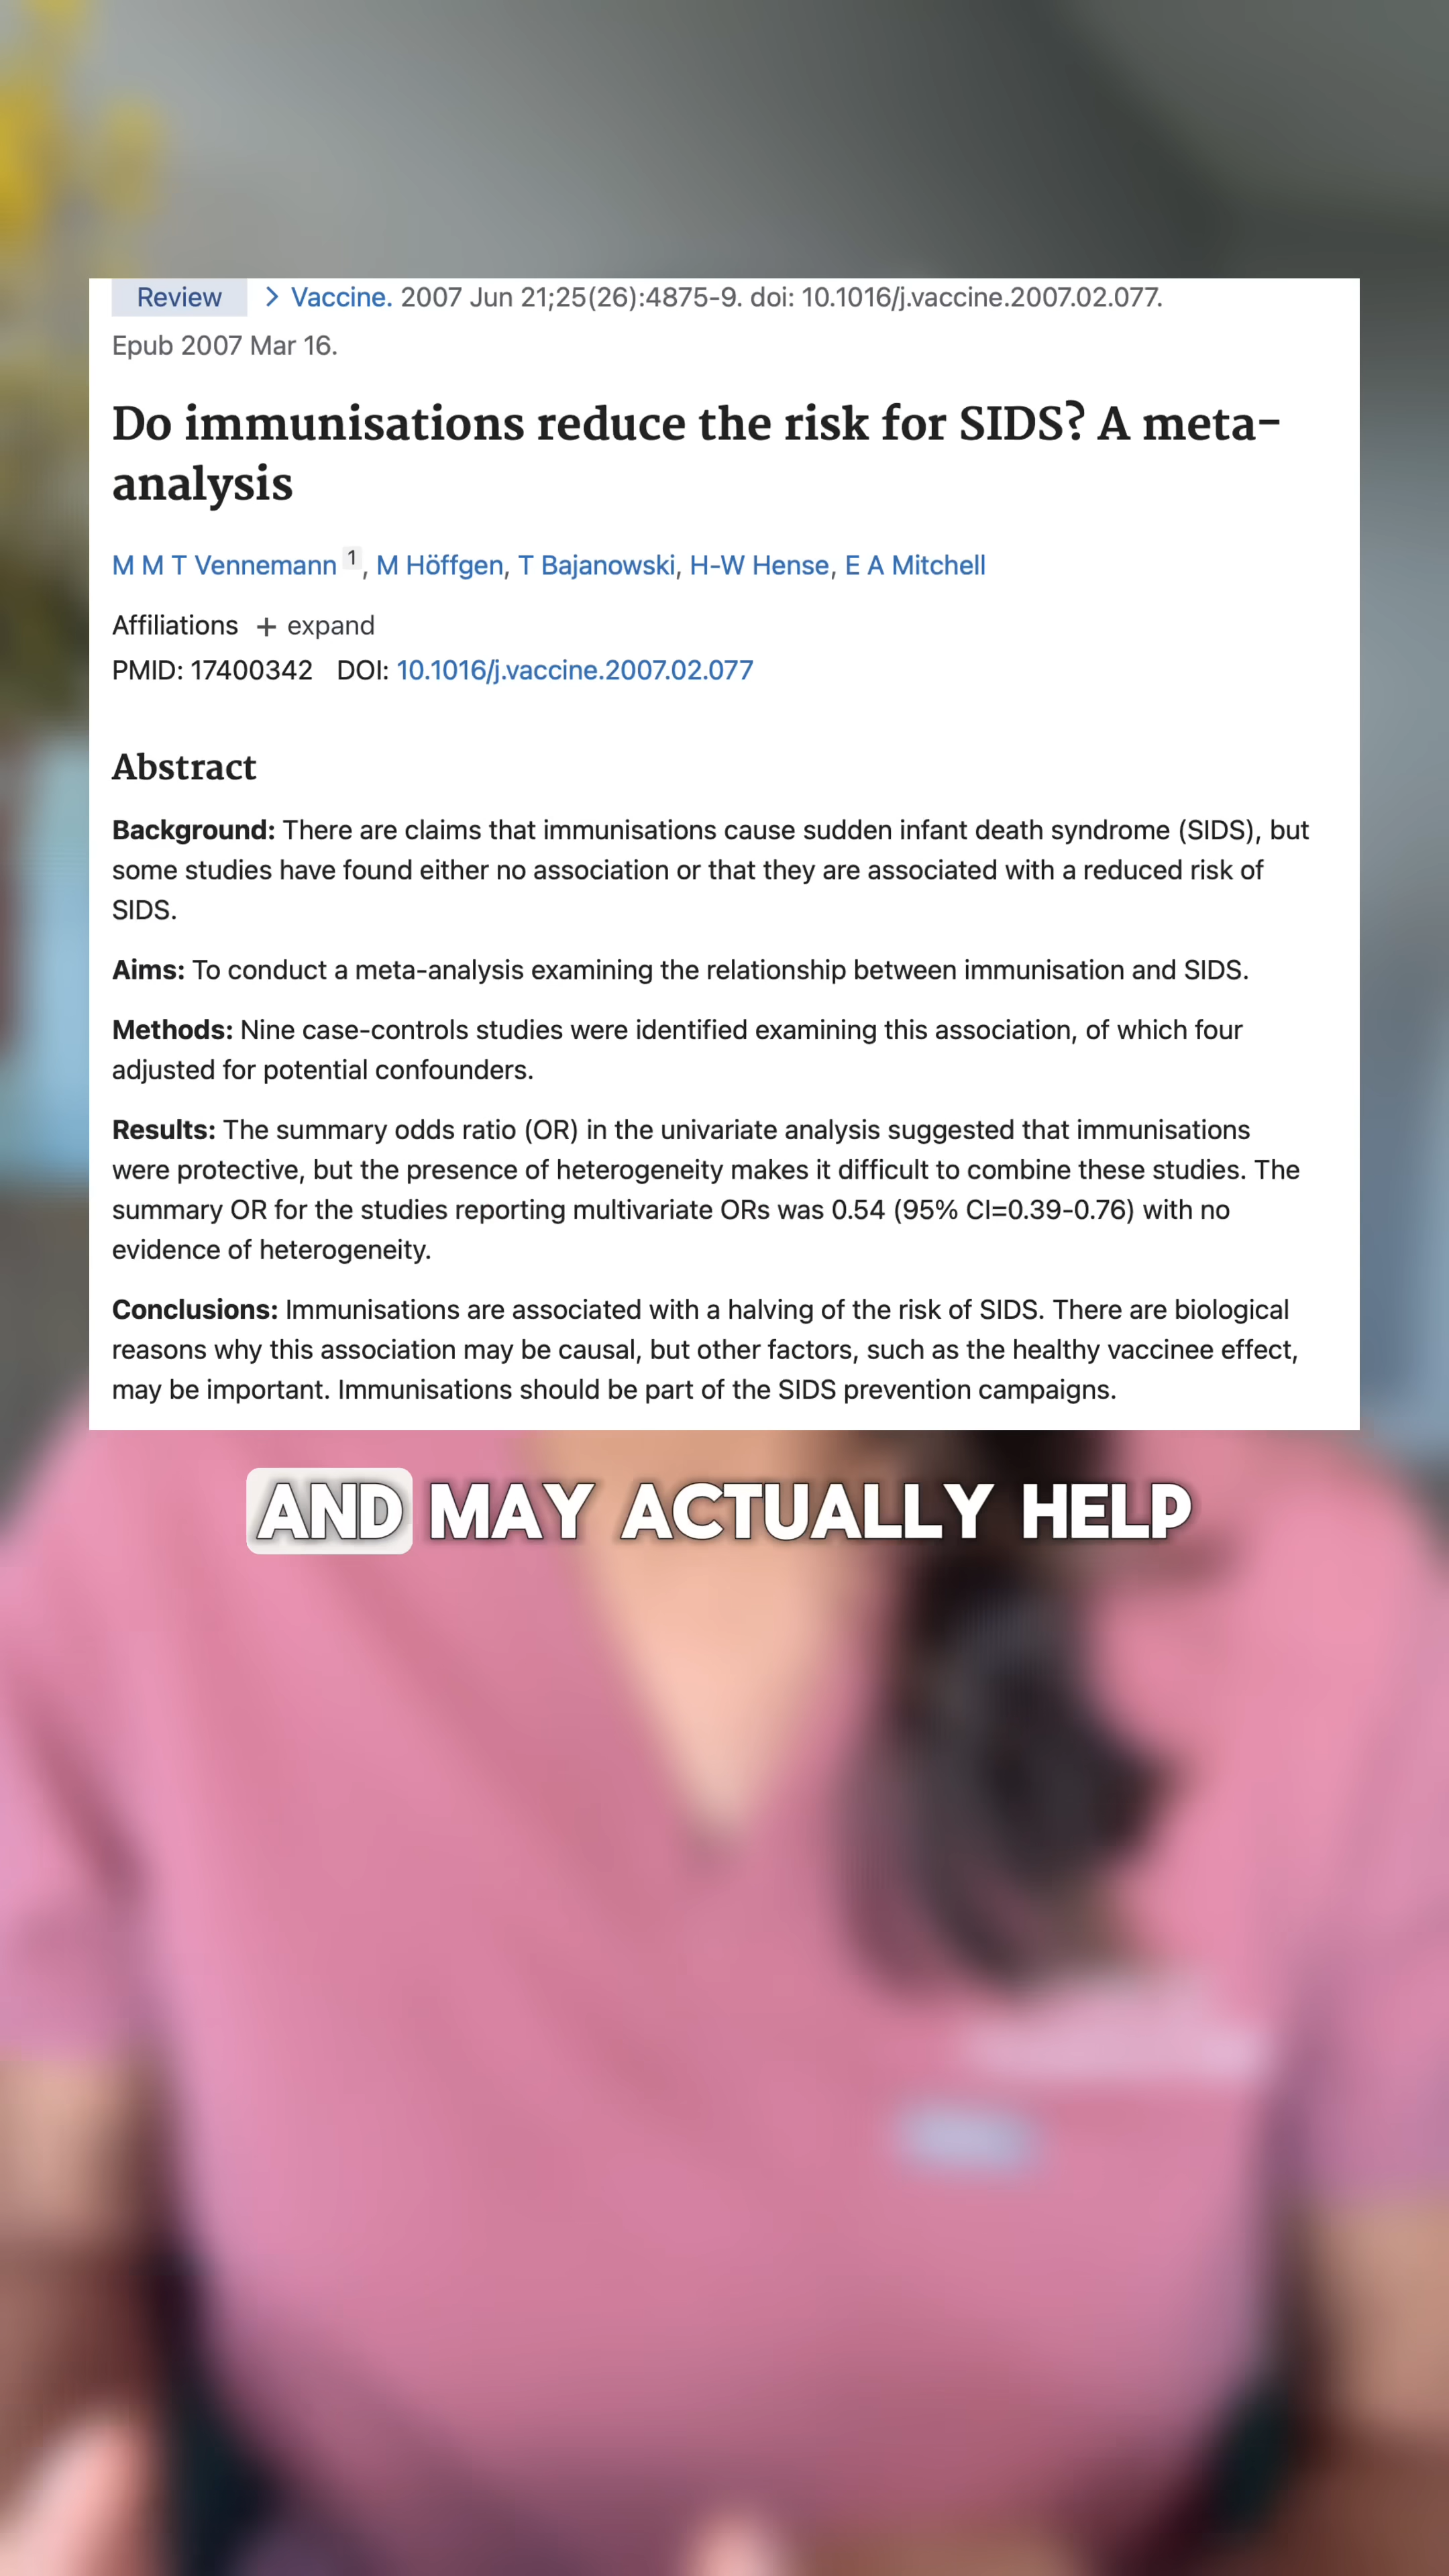 Review > Vaccine. 2007 Jun 21;25(26):4875-9. doi: 10.1016/j.vaccine.2007.02.077.
Epub 2007 Mar 16.
Do immunisations reduce the risk for SIDS? A meta-
analysis
M M T Vennemann 1, M Höffgen, T Bajanowski, H-W Hense, E A Mitchell
Affiliations + expand
PMID: 17400342 DOI: 10.1016/j.vaccine.2007.02.077
Abstract
Background: There are claims that immunisations cause sudden infant death syndrome (SIDS), but
some studies have found either no association or that they are associated with a reduced risk of
SIDS.
Aims: To conduct a meta-analysis examining the relationship between immunisation and SIDS.
Methods: Nine case-controls studies were identified examining this association, of which four
adjusted for potential confounders.
Results: The summary odds ratio (OR) in the univariate analysis suggested that immunisations
were protective, but the presence of heterogeneity makes it difficult to combine these studies. The
summary OR for the studies reporting multivariate ORs was 0.54 (95% CI=0.39-0.76) with no
evidence of heterogeneity.
Conclusions: Immunisations are associated with a halving of the risk of SIDS. There are biological
reasons why this association may be causal, but other factors, such as the healthy vaccinee effect,
may be important. Immunisations should be part of the SIDS prevention campaigns.
AND MAY ACTUALLY HELP